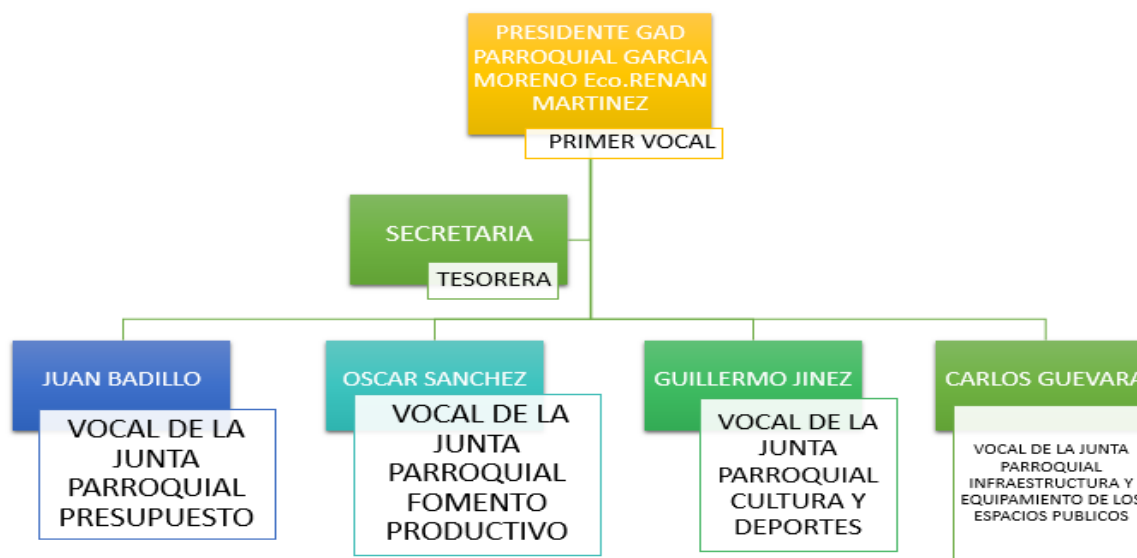 PRESIDENTE GAD
PARROQUIAL GARCIA
MORENO Eco.RENAN
MARTINEZ
PRIMER VOCAL
SECRETARIA
TESORERA
JUAN BADILLO
VOCAL DE LA
JUNTA
PARROQUIAL
PRESUPUESTO
OSCAR SANCHEZ
VOCAL DE LA
JUNTA
PARROQUIAL
FOMENTO
PRODUCTIVO
GUILLERMO JINEZ
VOCAL DE LA
JUNTA
PARROQUIAL
CULTURA Y
DEPORTES
CARLOS GUEVARA
VOCAL DE LA JUNTA
PARROQUIAL
INFRAESTRUCTURA Y
EQUIPAMIENTO DE LOS
ESPACIOS PUBLICOS